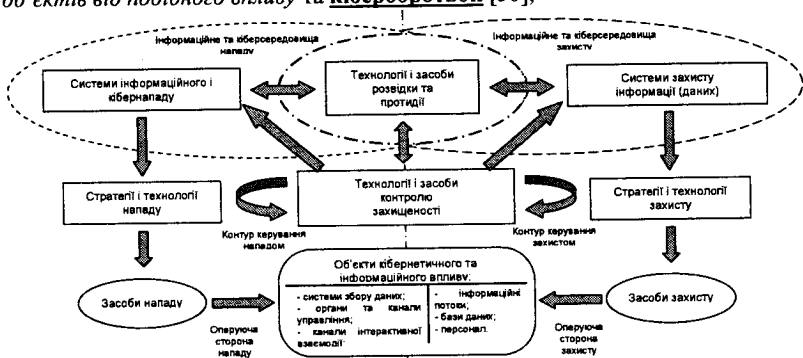 об'єктів від подібного впливу та кібероборотьби [30],
Інформаційне та кіберсередовища
нападу
Інформаційне та кіберсередовища
захисту
Системи інформаційного і
кібернападу
Технології і засоби
розвідки та
протидії
Системи захисту
інформації (даних)
Стратегії і технології
нападу
Технології і засоби
контролю
захищеності
Стратегії і технології
захисту
Контур керування
нападом
Контур керування
захистом
Засоби нападу
Об'єкти кібернетичного та
інформаційного впливу:
- системи збору даних;
- органи та канали
управління;
- канали інтерактивної
взаємодії
- інформаційні
потоки;
- бази даних;
- персонал.
Засоби захисту
Оперуюча
сторона
нападу
Оперуюча
сторона
захисту